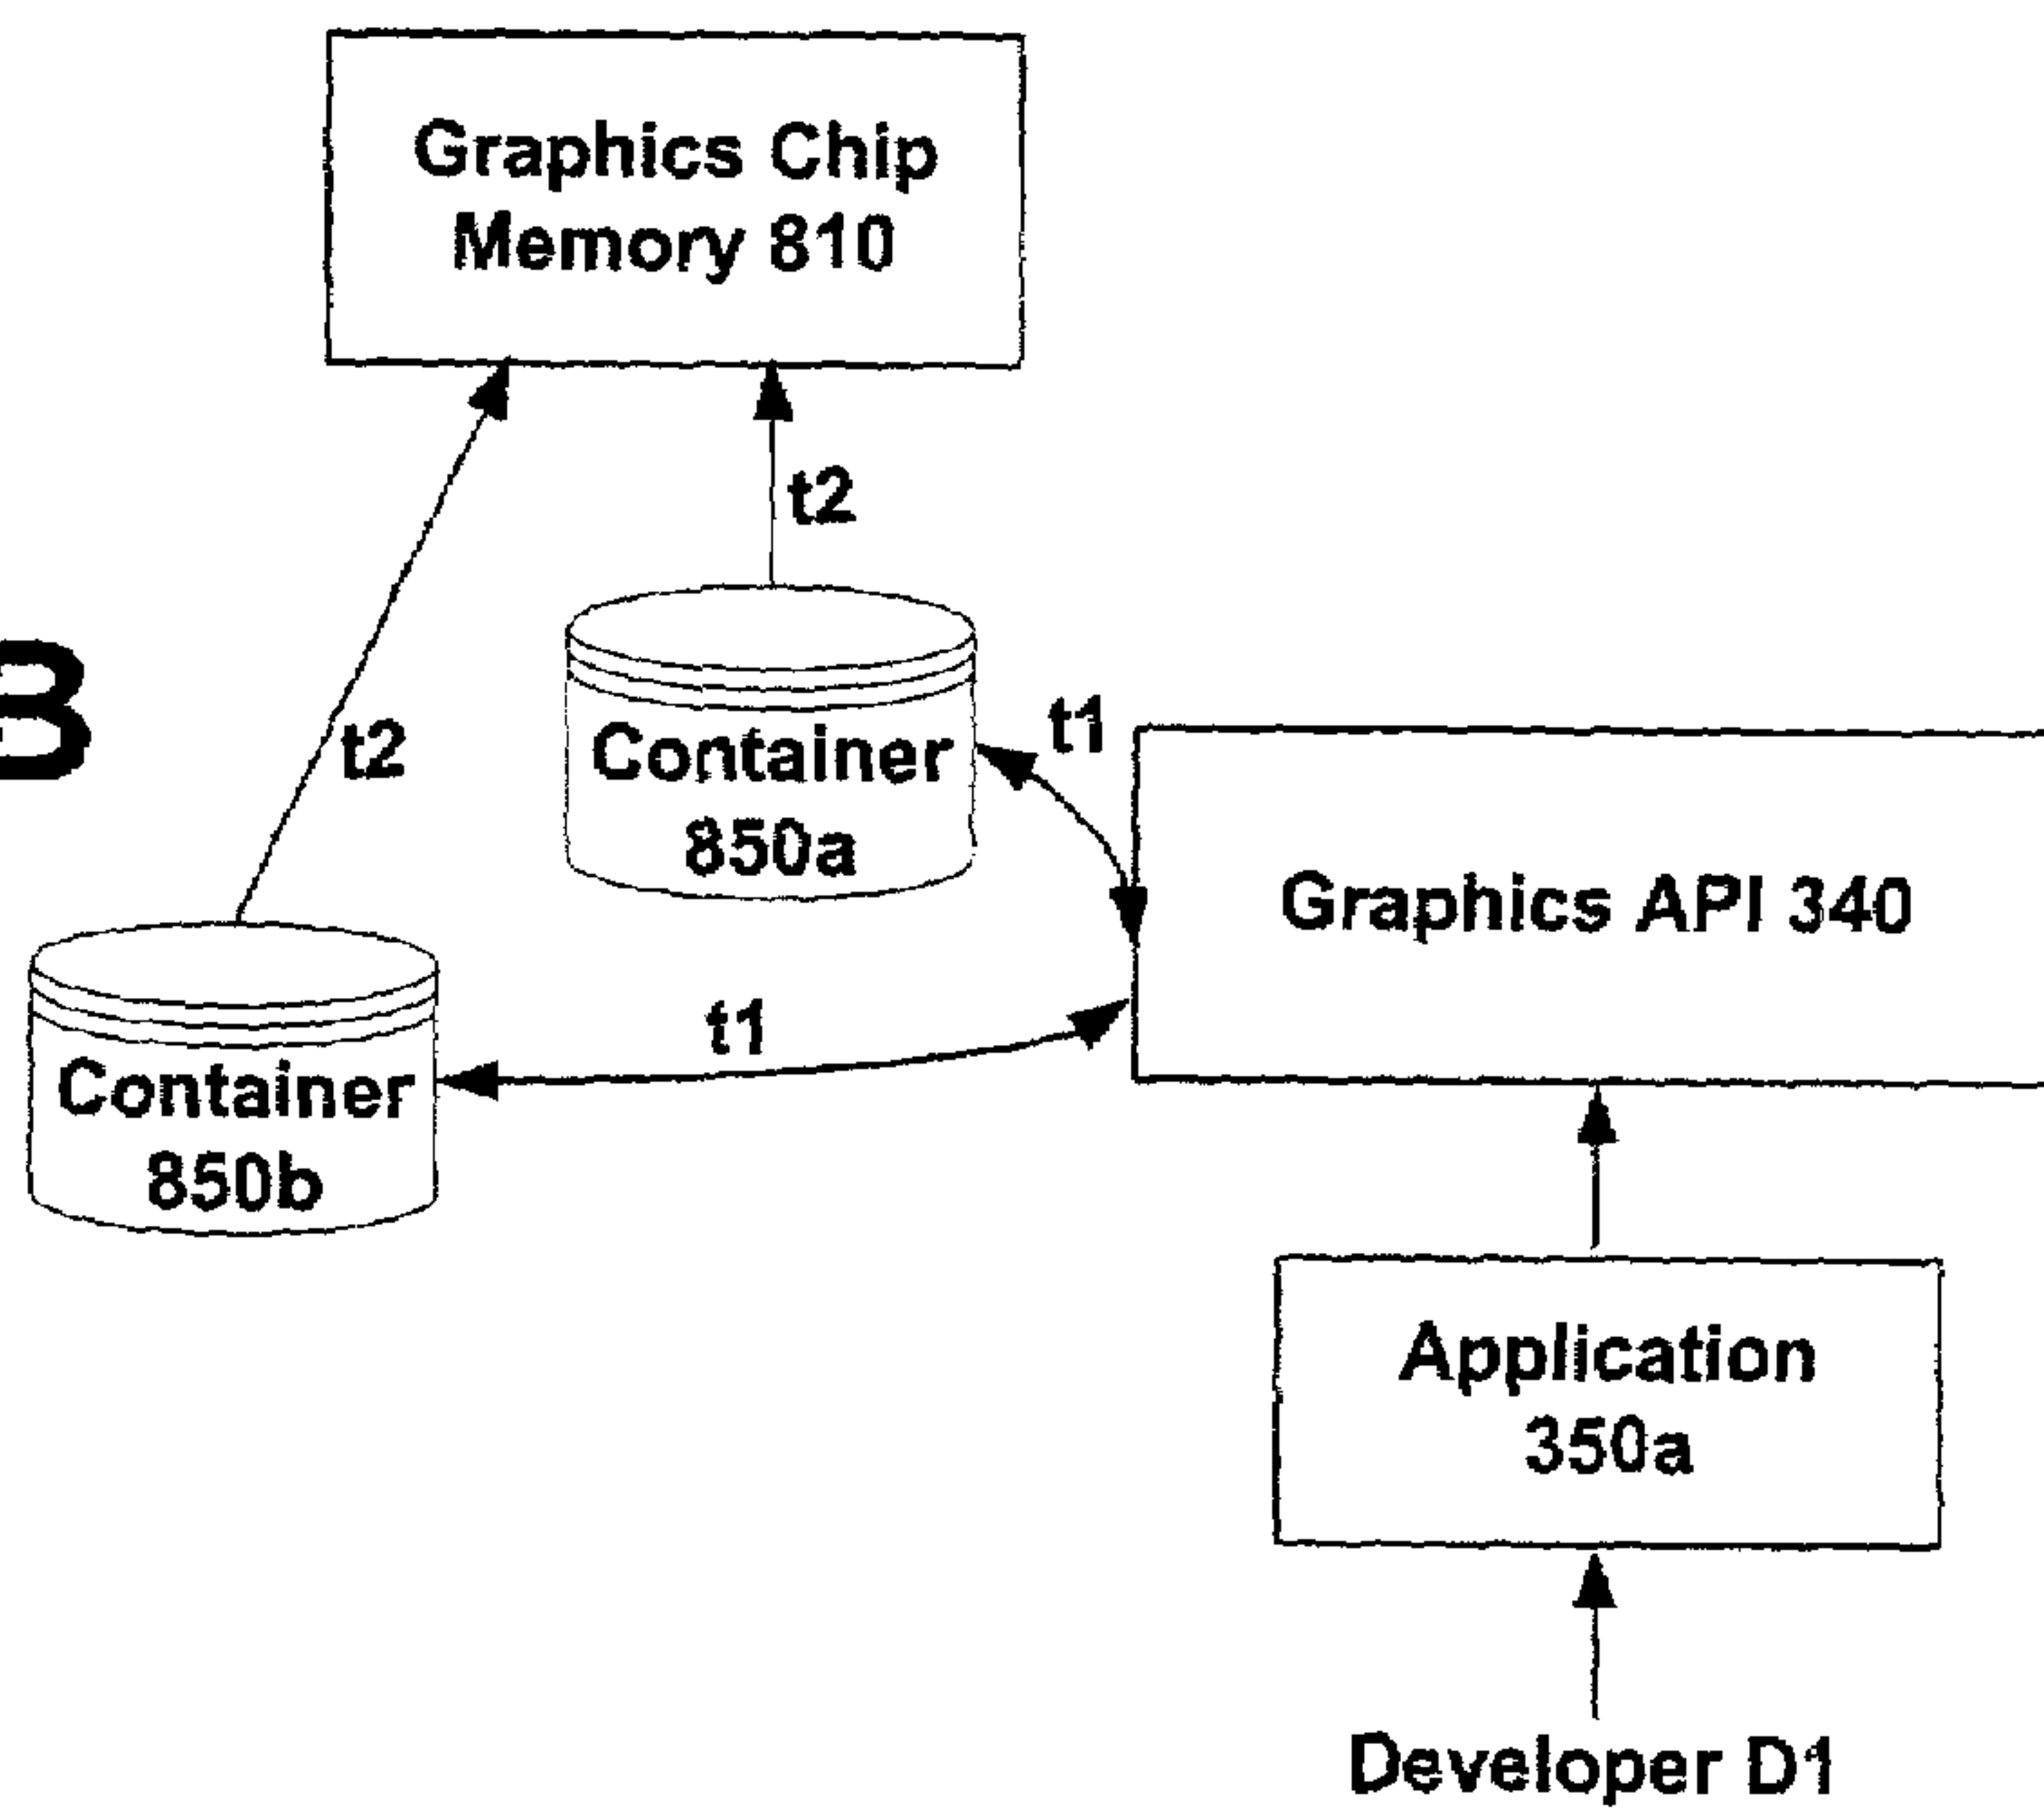 Graphics Chip
Memory 810
t2
B
t2
Container
850a
t1
Graphics API 340
t1
Container
850b
Application
350a
Developer D1